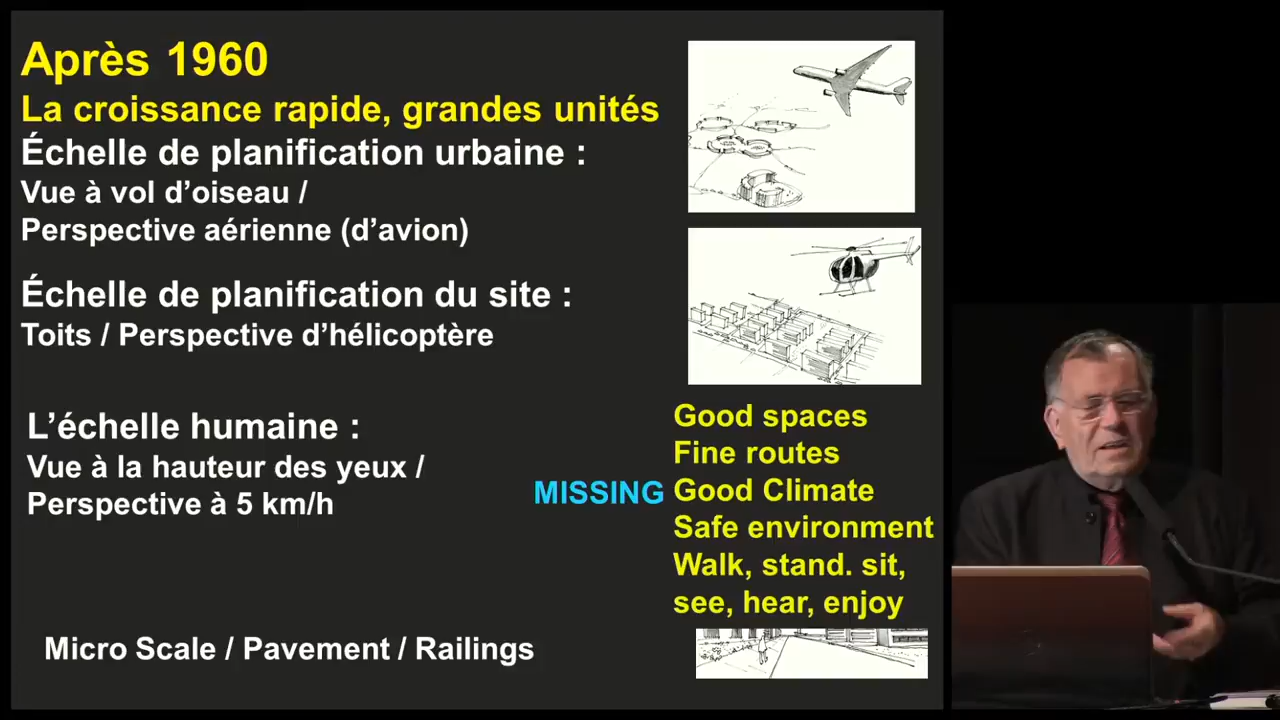 Après 1960
La croissance rapide, grandes unités
Échelle de planification urbaine :
Vue à vol d’oiseau /
Perspective aérienne (d’avion)
Échelle de planification du site :
Toits / Perspective d’hélicoptère
L’échelle humaine :
Vue à la hauteur des yeux /
Perspective à 5 km/h
MISSING
Good spaces
Fine routes
Good Climate
Safe environment
Walk, stand. sit,
see, hear, enjoy
Micro Scale / Pavement / Railings